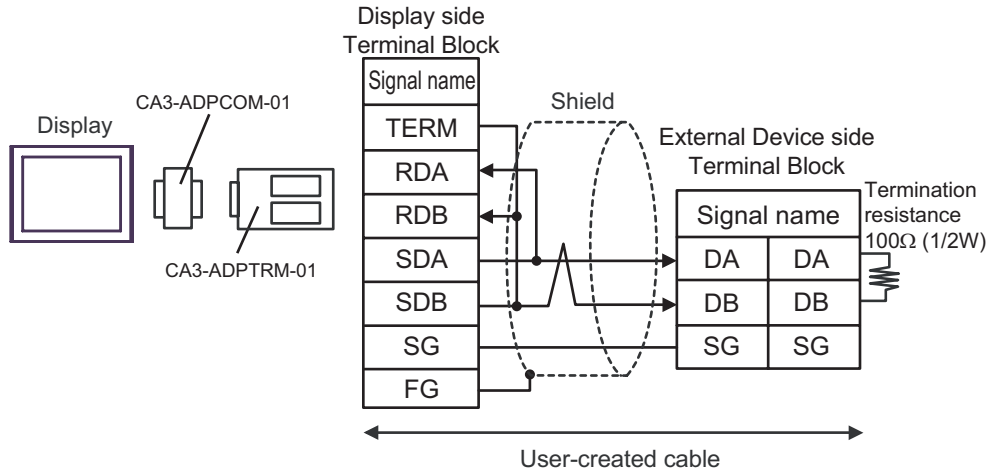 Display side
Terminal Block
Signal name
TERM
RDA
RDB
SDA
SDB
SG
FG
CA3-ADPCOM-01
Display
CA3-ADPTRM-01
Shield
External Device side
Terminal Block
Signal name
DA DA
DB DB
SG SG
Termination
resistance
100Ω (1/2W)
User-created cable